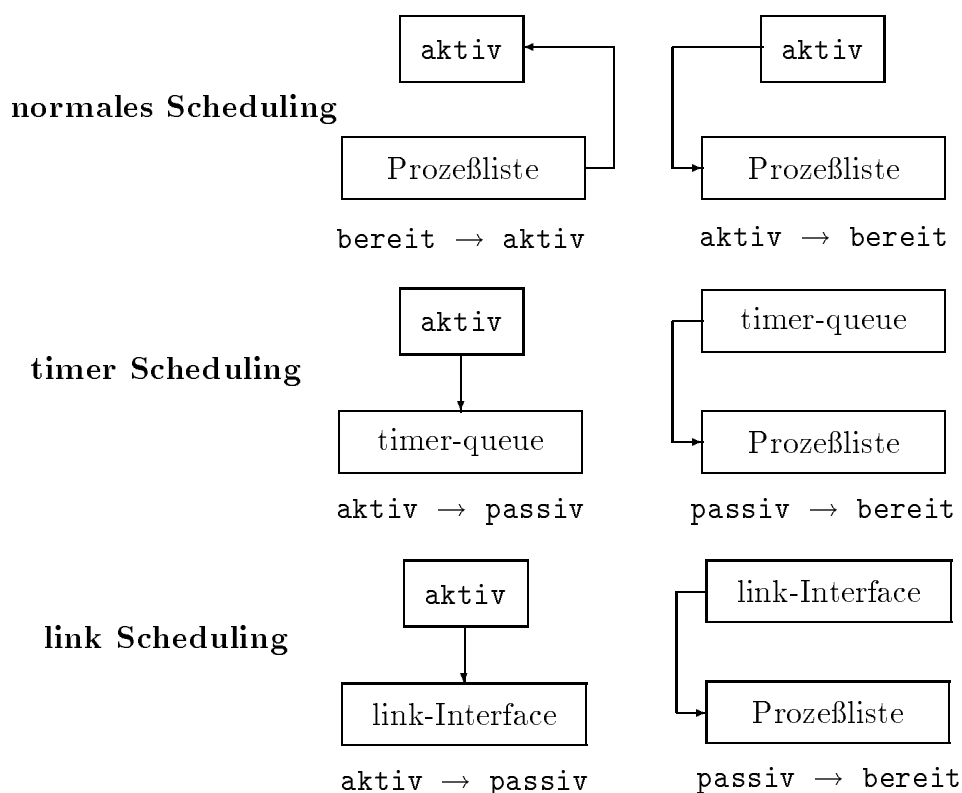 aktiv
aktiv
normales Scheduling
Prozeßliste
Prozeßliste
bereit → aktiv
aktiv → bereit
aktiv
timer-queue
timer Scheduling
timer-queue
Prozeßliste
aktiv → passiv
passiv → bereit
aktiv
link-Interface
link Scheduling
link-Interface
Prozeßliste
aktiv → passiv
passiv → bereit